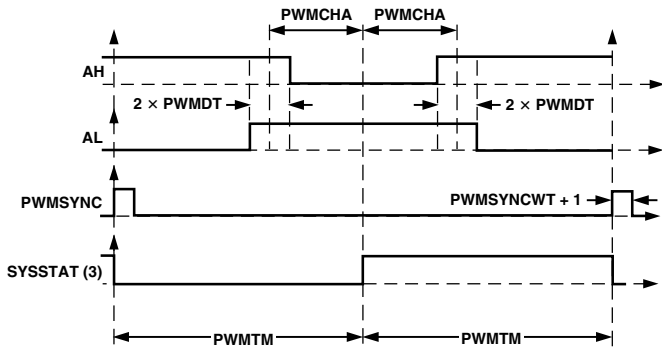 PWMCHA PWMCHA
AH
2 × PWMDT 2 × PWMDT
AL
PWMSYNC PWMSYNCWT + 1
SYSSTAT (3)
PWMTM PWMTM